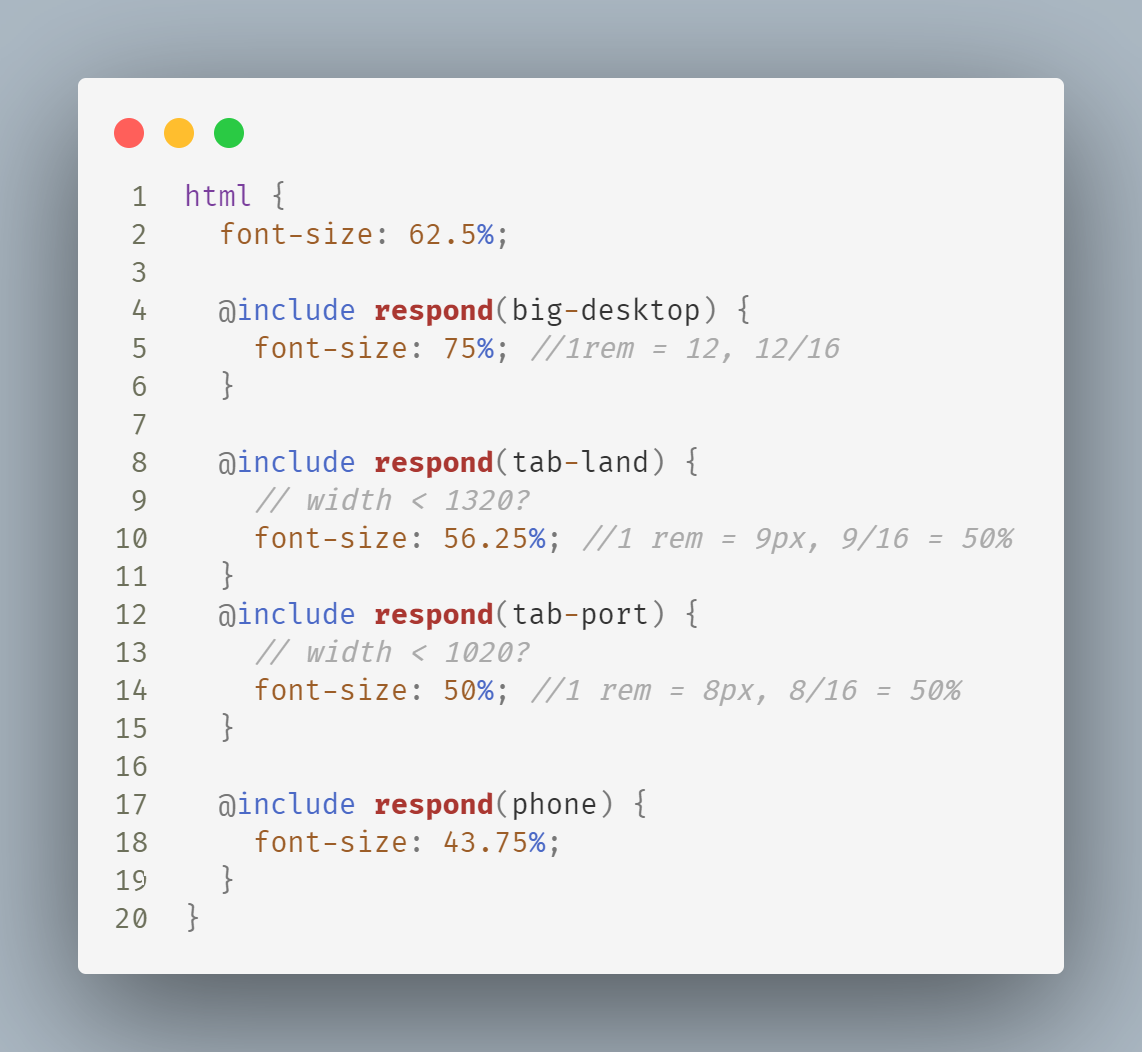 1 html {
2   font-size: 62.5%;
3
4   @include respond(big-desktop) {
5     font-size: 75%; //1rem = 12, 12/16
6   }
7
8   @include respond(tab-land) {
9     // width < 1320?
10     font-size: 56.25%; //1 rem = 9px, 9/16 = 50%
11   }
12   @include respond(tab-port) {
13     // width < 1020?
14     font-size: 50%; //1 rem = 8px, 8/16 = 50%
15   }
16
17   @include respond(phone) {
18     font-size: 43.75%;
19   }
20 }